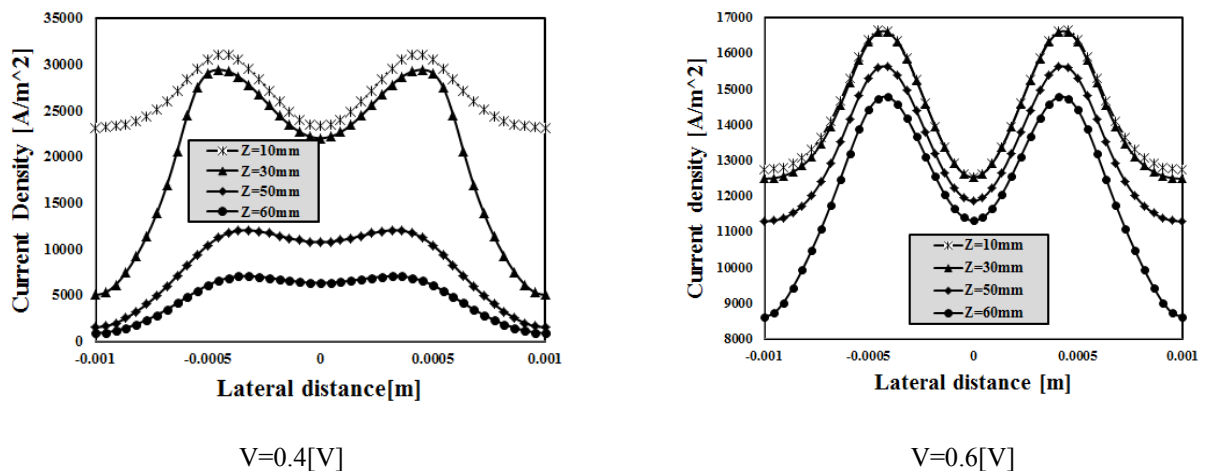 35000
30000
25000
20000
15000
10000
5000
0
Current Density [A/m^2]
Z=10mm
Z=30mm
Z=50mm
Z=60mm
-0.001 -0.0005 0 0.0005 0.001
Lateral distance[m]
V=0.4[V]
17000
16000
15000
14000
13000
12000
11000
10000
9000
8000
Current density [A/m^2]
Z=10mm
Z=30mm
Z=50mm
Z=60mm
-0.001 -0.0005 0 0.0005 0.001
Lateral distance [m]
V=0.6[V]